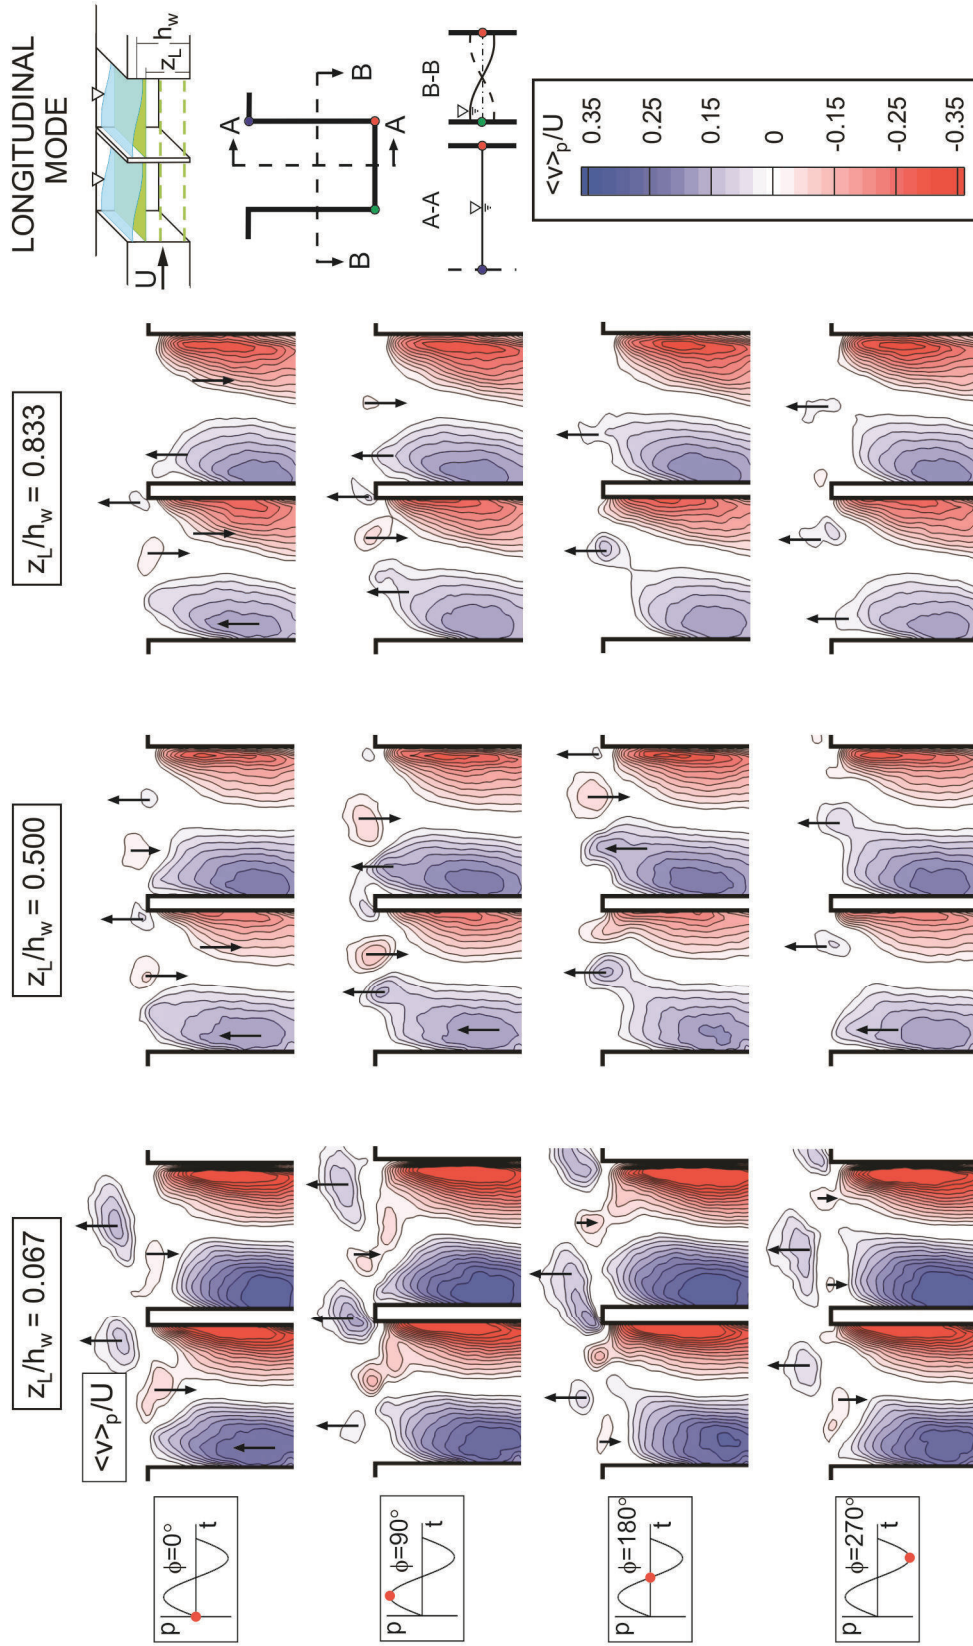 z_L/h_w = 0.067
z_L/h_w = 0.500
z_L/h_w = 0.833
LONGITUDINAL
MODE
<v>_p/U
U
z_L h_w
p
ϕ=0°
t
A
B B
A
A-A
B-B
p
ϕ=90°
t
p
ϕ=180°
t
p
ϕ=270°
t
<v>_p/U
0.35
0.25
0.15
0
-0.15
-0.25
-0.35